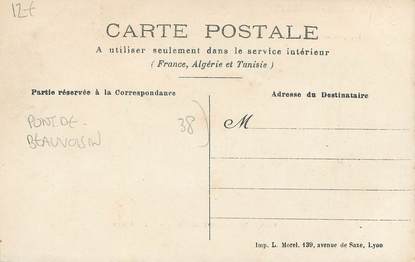 12€
CARTE POSTALE
A utiliser seulement dans le service intérieur
(France, Algérie et Tunisie)
Partie réservée à la Correspondance
Adresse du Destinataire
M
PONT DE-
BEAUVOISIN
38
Imp. L. Morel. 139, avenue de Saxe, Lyon